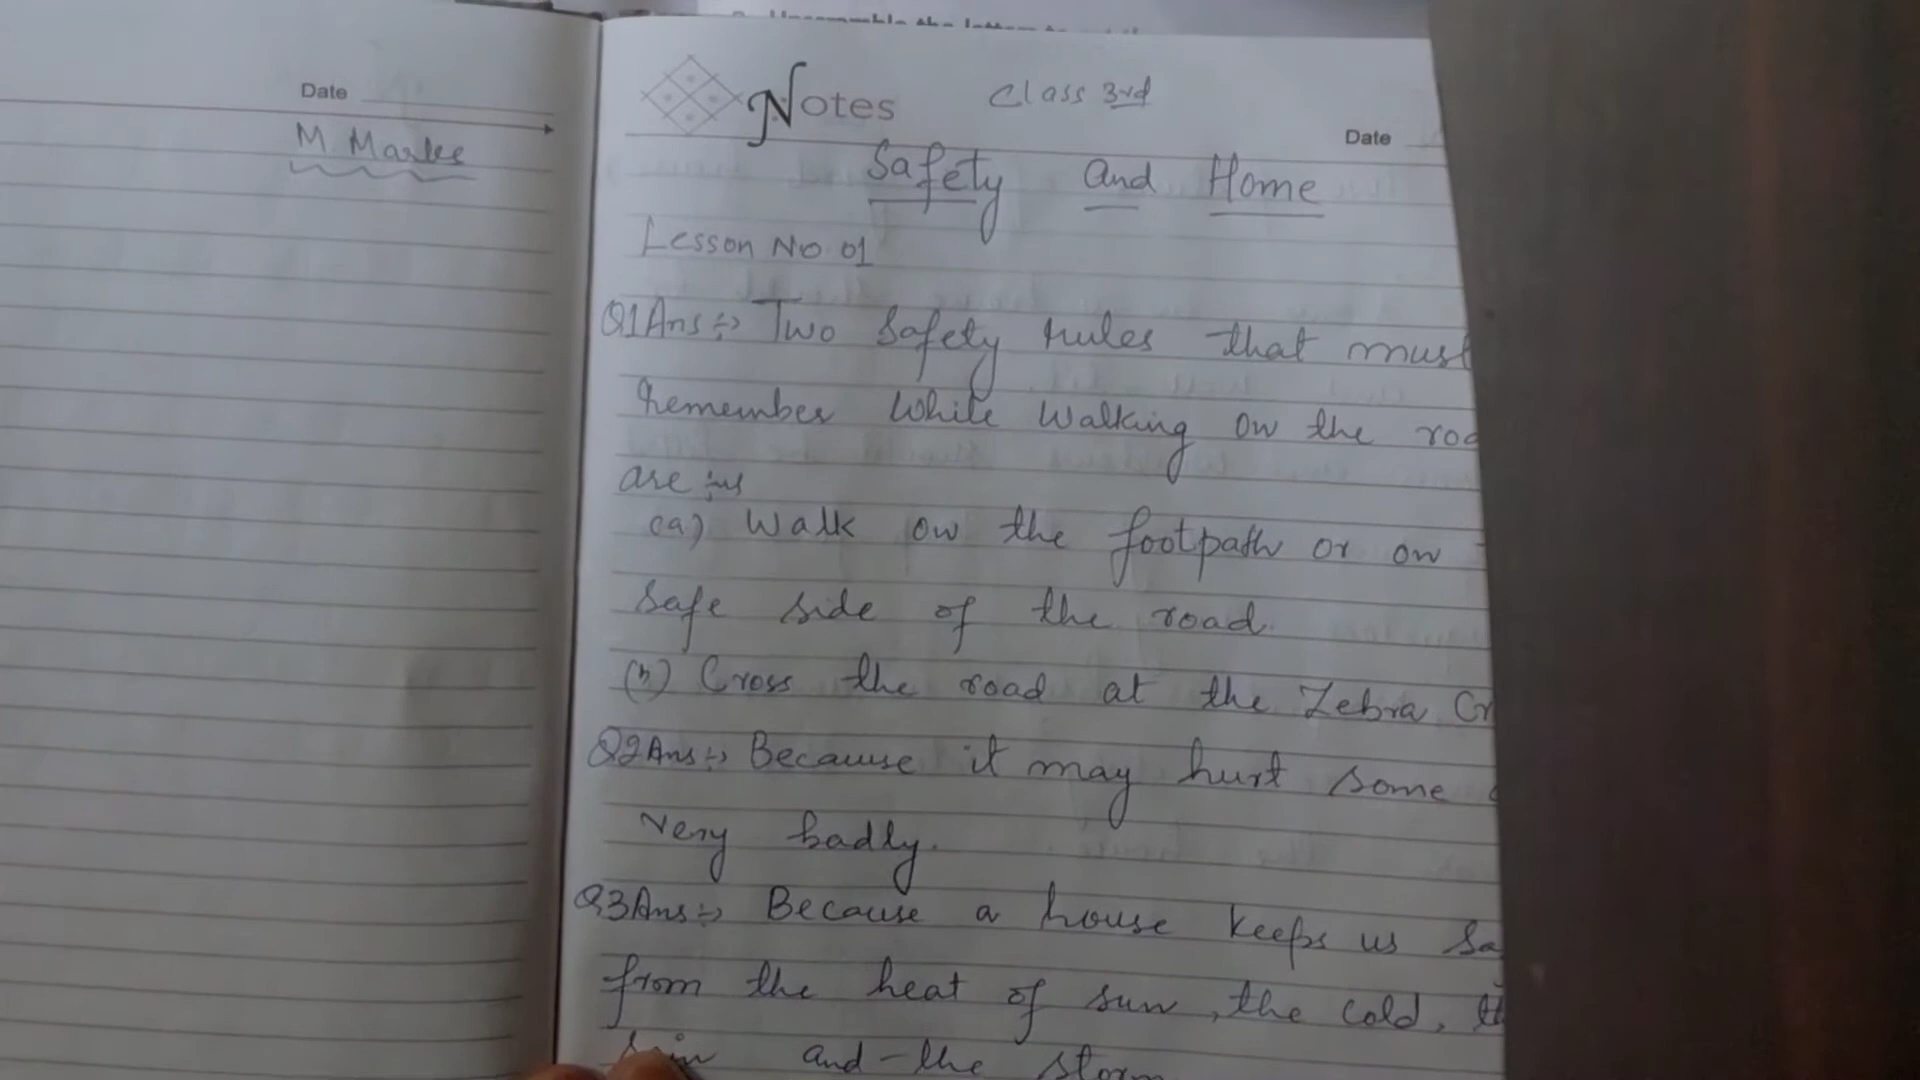 Date
M Marks
Notes Class 3rd
Date
Safety and Home
Lesson No 01
Q1Ans :-> Two safety rules that must
remember while walking on the
are :-
(a) Walk on the footpath or on
safe side of the road.
(b) Cross the road at the Zebra
Q2Ans :-> Because it may hurt some
very badly.
Q3Ans :-> Because a house keeps us
from the heat of sun, the cold,
and the storm